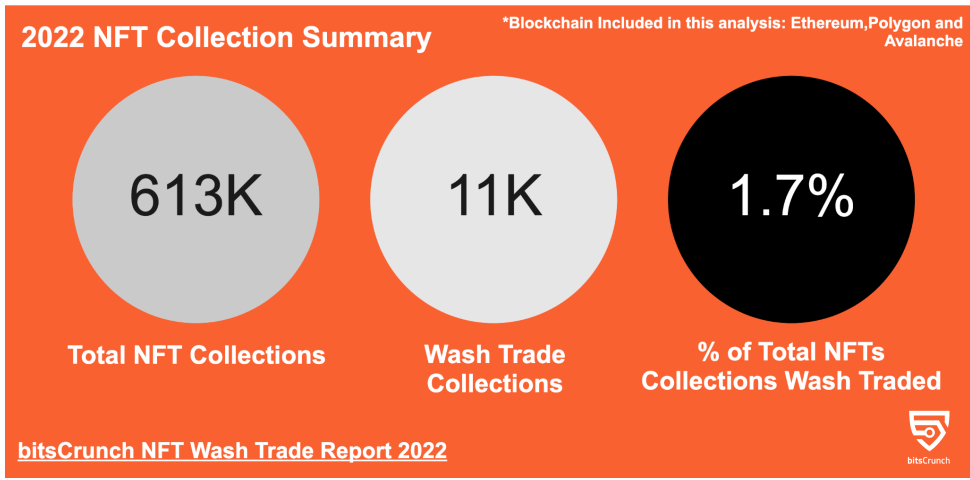 2022 NFT Collection Summary
*Blockchain Included in this analysis: Ethereum,Polygon and
Avalanche
613K
11K
1.7%
Total NFT Collections
Wash Trade
Collections
% of Total NFTs
Collections Wash Traded
bitsCrunch NFT Wash Trade Report 2022
bitsCrunch